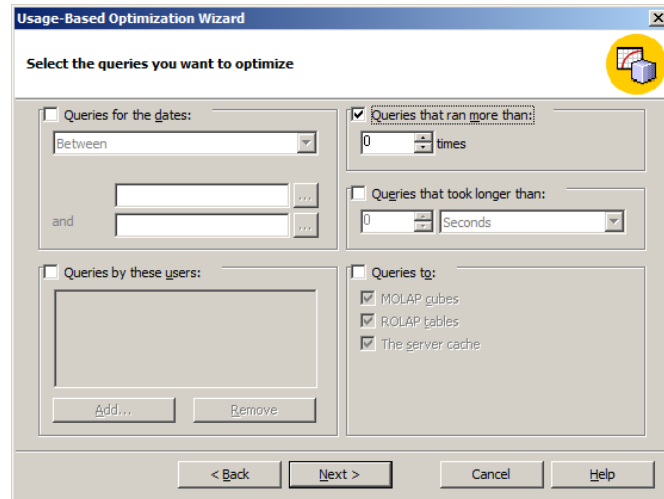 Usage-Based Optimization Wizard
Select the queries you want to optimize
Queries for the dates:
Between
and
Queries that ran more than:
0 times
Queries that took longer than:
0 Seconds
Queries by these users:
Add... Remove
Queries to:
MOLAP cubes
ROLAP tables
The server cache
< Back Next > Cancel Help